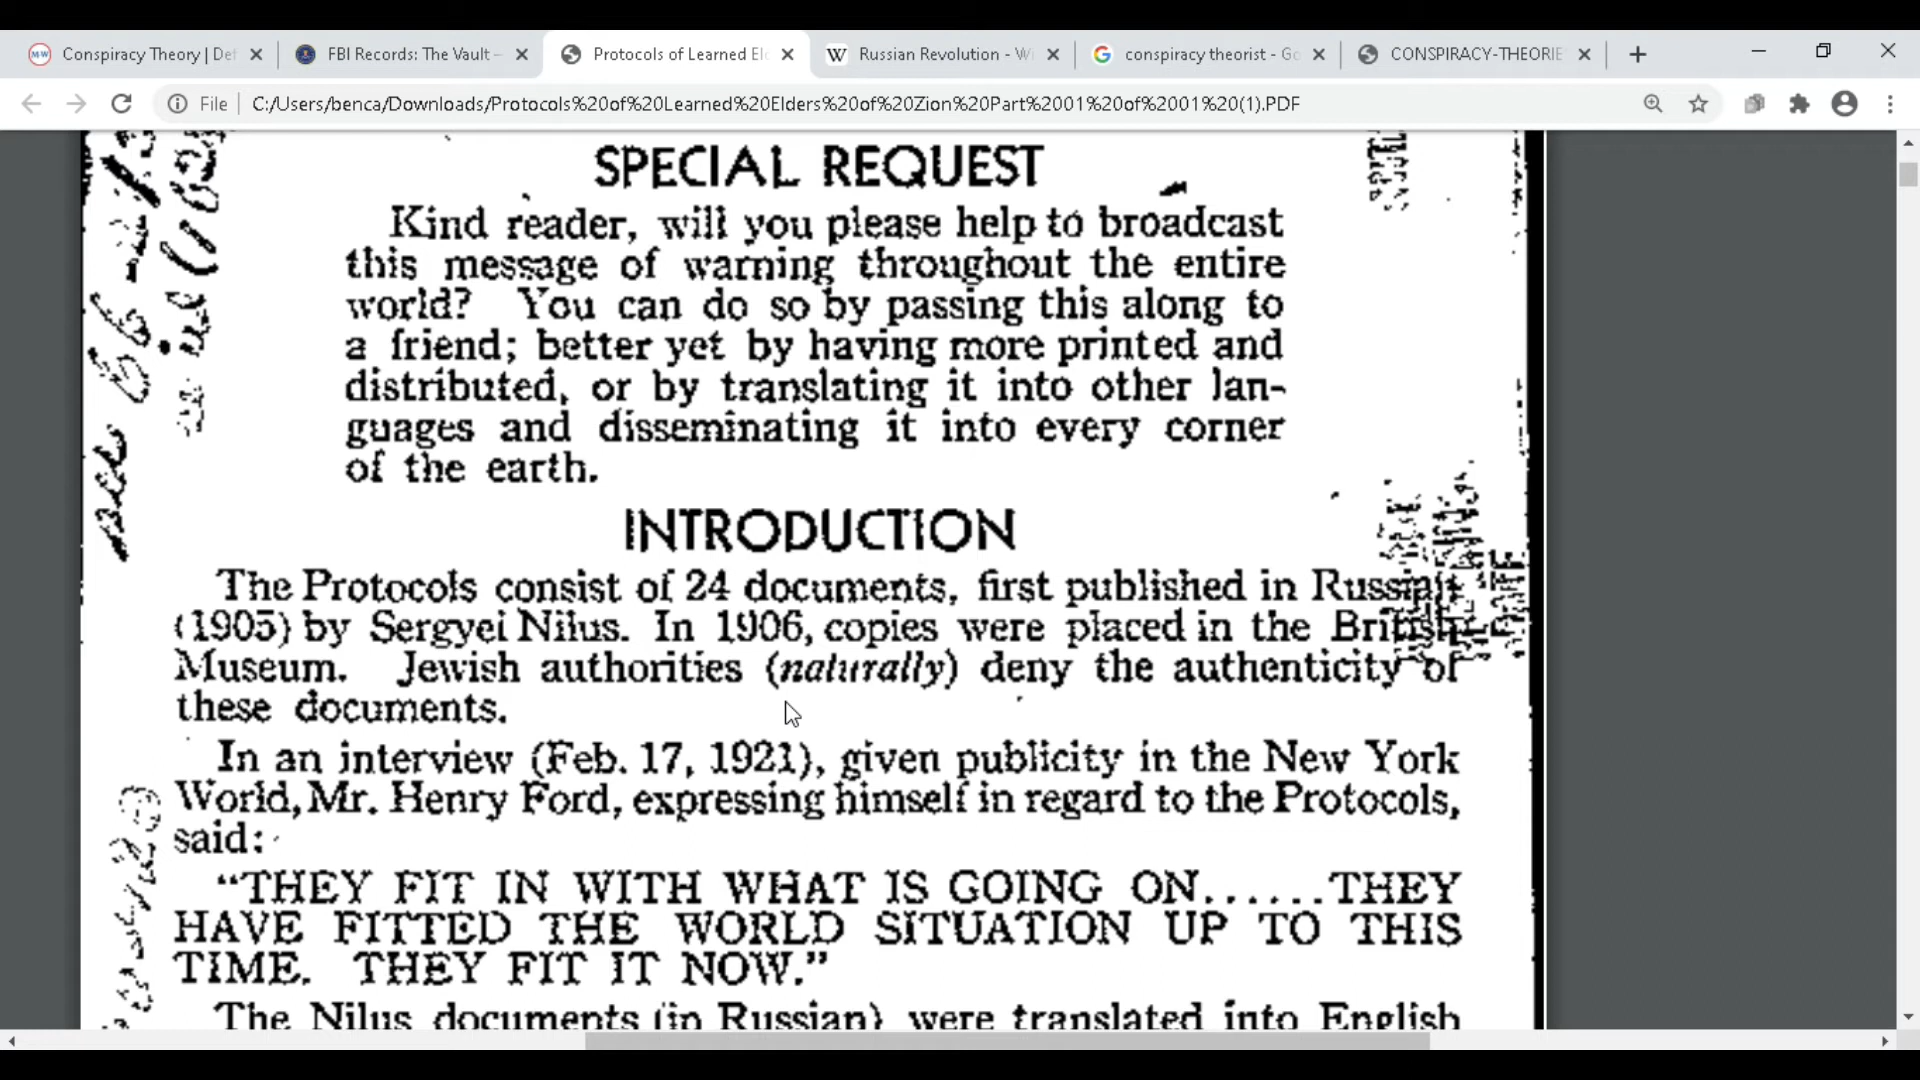 Conspiracy Theory | Def
FBI Records: The Vault –
Protocols of Learned Eld
Russian Revolution - Wi
conspiracy theorist - Go
CONSPIRACY-THEORIE
File
C:/Users/benca/Downloads/Protocols%20of%20Learned%20Elders%20of%20Zion%20Part%2001%20of%2001%20(1).PDF
SPECIAL REQUEST
Kind reader, will you please help to broadcast
this message of warning throughout the entire
world? You can do so by passing this along to
a friend; better yet by having more printed and
distributed, or by translating it into other lan-
guages and disseminating it into every corner
of the earth.
INTRODUCTION
The Protocols consist of 24 documents, first published in Russian
(1905) by Sergyei Nilus. In 1906, copies were placed in the British
Museum. Jewish authorities (naturally) deny the authenticity of
these documents.
In an interview (Feb. 17, 1921), given publicity in the New York
World, Mr. Henry Ford, expressing himself in regard to the Protocols,
said:
"THEY FIT IN WITH WHAT IS GOING ON......THEY
HAVE FITTED THE WORLD SITUATION UP TO THIS
TIME. THEY FIT IT NOW."
The Nilus documents (in Russian) were translated into English